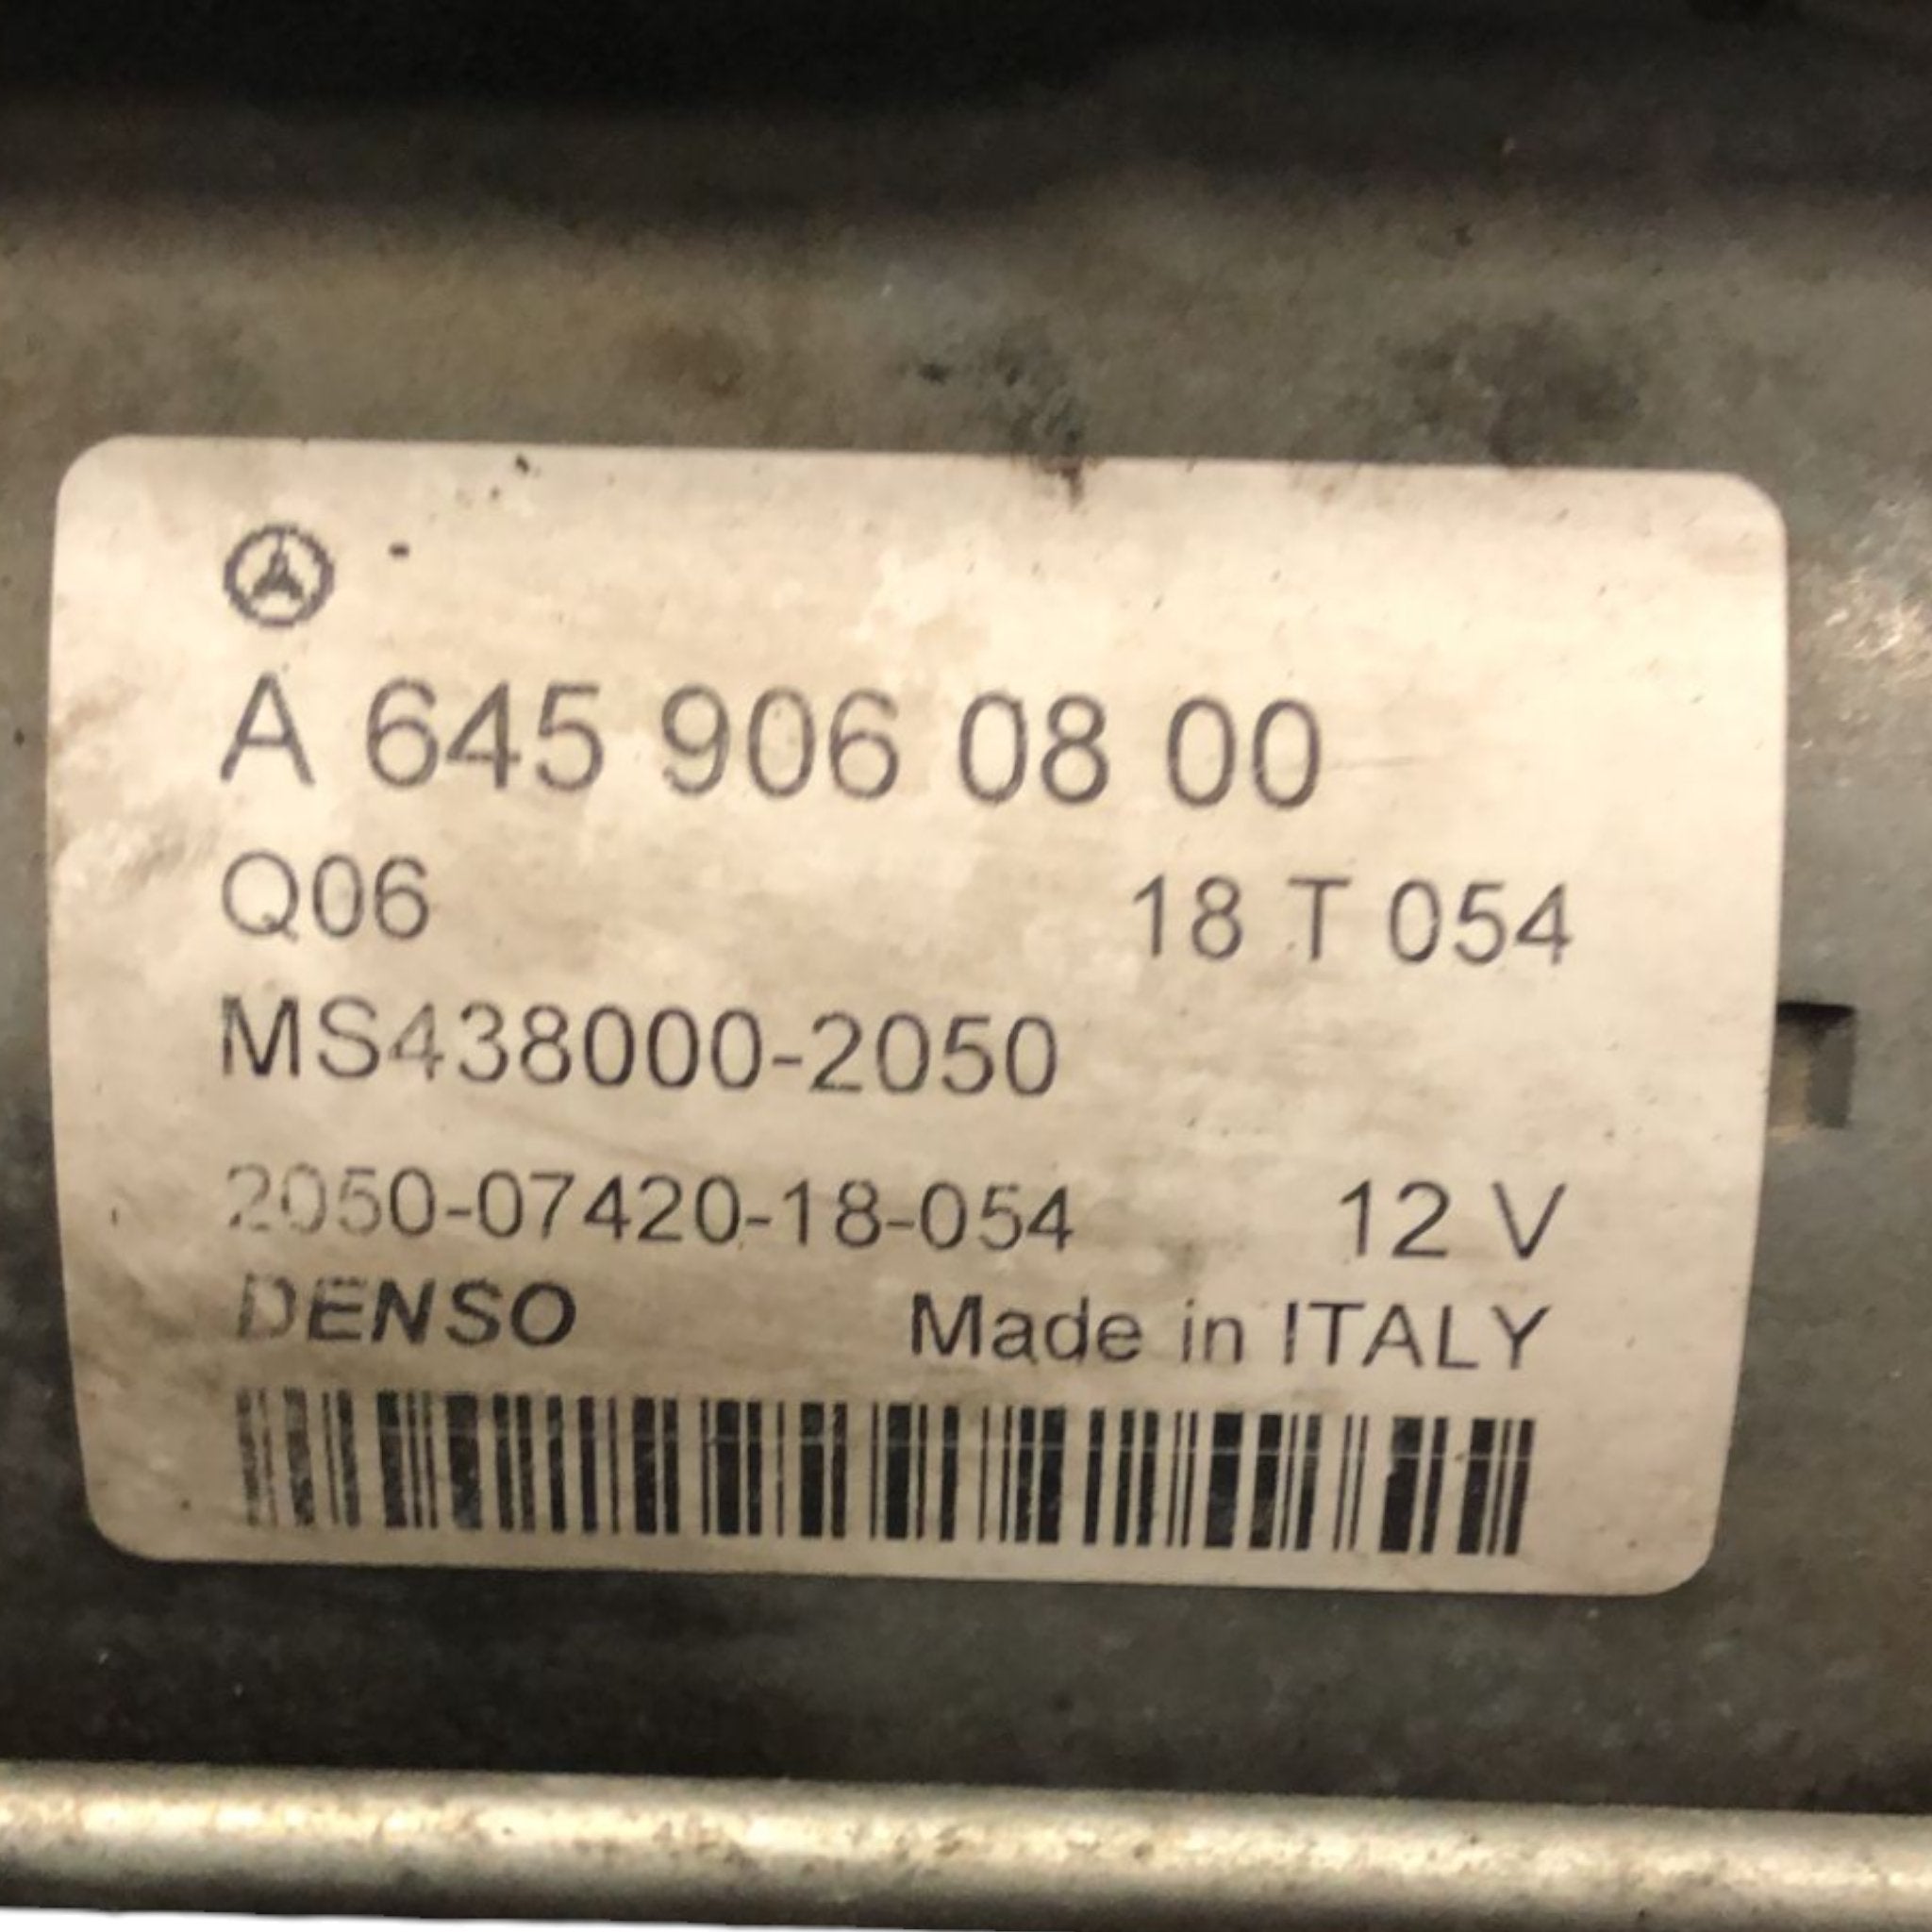 A 645 906 08 00
Q06 18 T 054
MS438000-2050
2050-07420-18-054 12 V
DENSO Made in ITALY